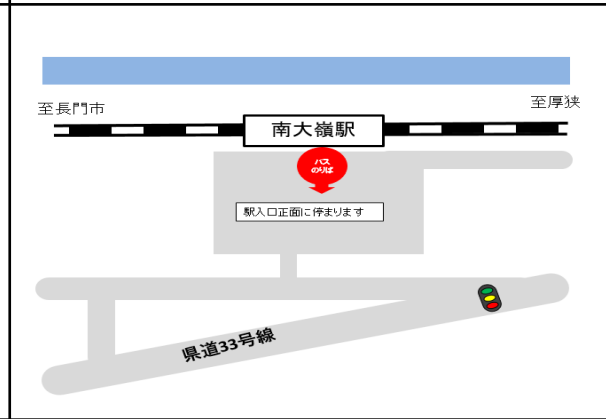 至長門市
至厚狭
南大嶺駅
バス
のりば
駅入口正面に停まります
県道33号線